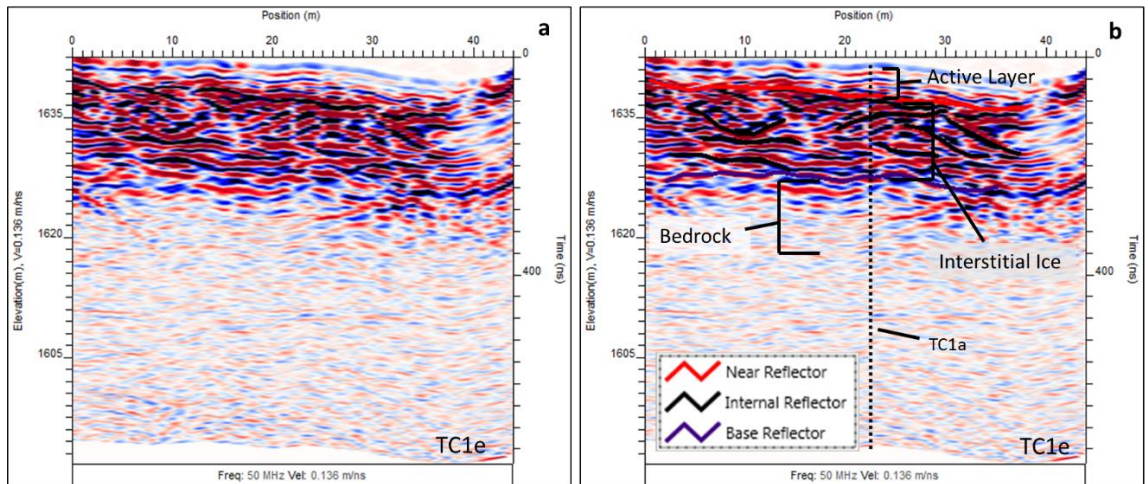 Position (m)
a
0 10 20 30 40
0
1635
1620
1605
400
Elevation(m), V=0.136 m/ns
Time (ns)
TC1e
Freq: 50 MHz Vel: 0.136 m/ns
Position (m)
b
0 10 20 30 40
0
Active Layer
1635
1620
1605
400
Elevation(m), V=0.136 m/ns
Time (ns)
Bedrock
Interstitial Ice
TC1a
Near Reflector
Internal Reflector
Base Reflector
TC1e
Freq: 50 MHz Vel: 0.136 m/ns